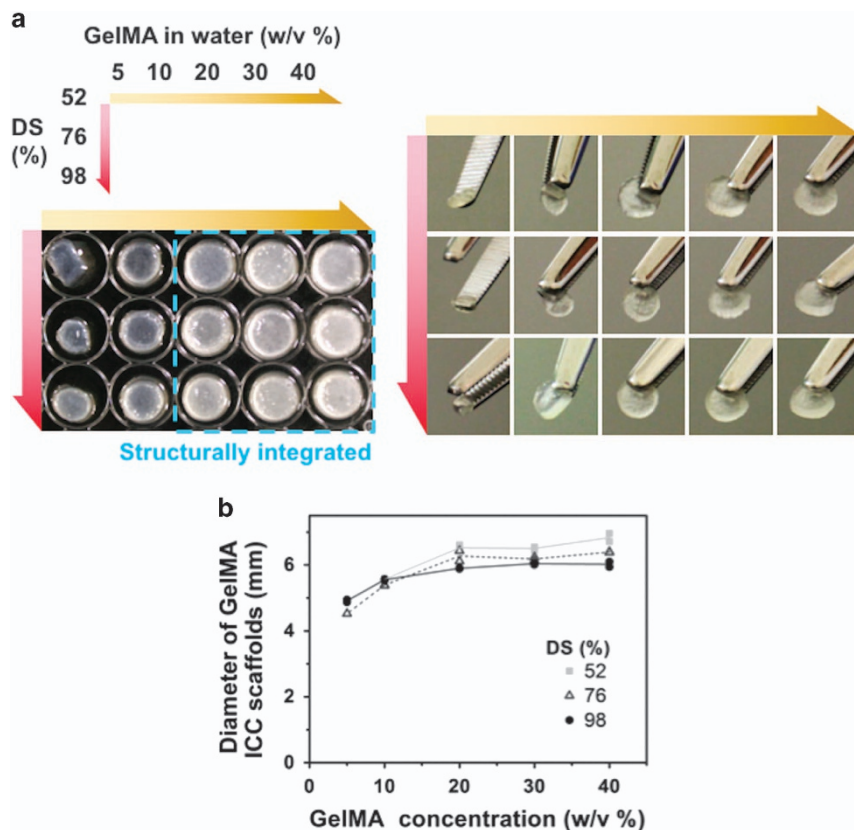 a
GelMA in water (w/v %)
5 10 20 30 40
52
DS
(%)
76
98
Structurally integrated
b
Diameter of GelMA
ICC scaffolds (mm)
6
4
2
0
DS (%)
52
76
98
0 10 20 30 40
GelMA concentration (w/v %)